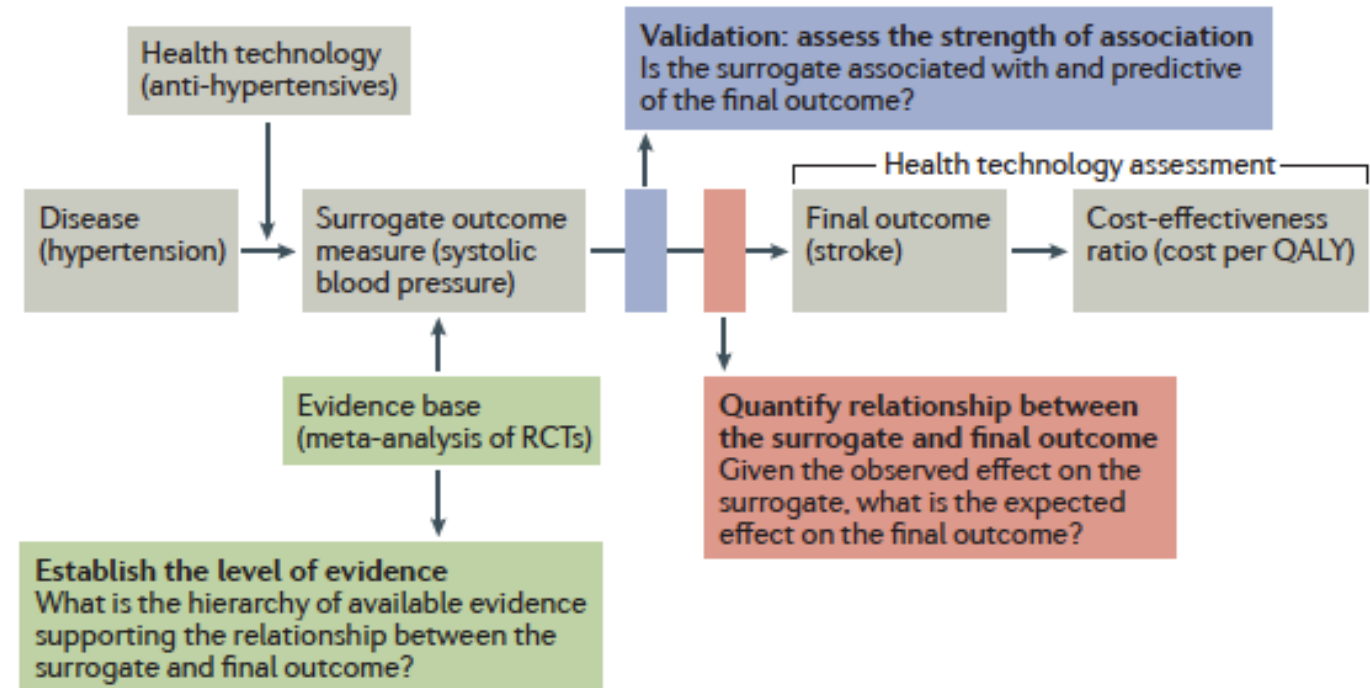 Health technology
(anti-hypertensives)
Validation: assess the strength of association
Is the surrogate associated with and predictive
of the final outcome?
Health technology assessment
Disease
(hypertension)
Surrogate outcome
measure (systolic
blood pressure)
Final outcome
(stroke)
Cost-effectiveness
ratio (cost per QALY)
Evidence base
(meta-analysis of RCTs)
Quantify relationship between
the surrogate and final outcome
Given the observed effect on the
surrogate, what is the expected
effect on the final outcome?
Establish the level of evidence
What is the hierarchy of available evidence
supporting the relationship between the
surrogate and final outcome?